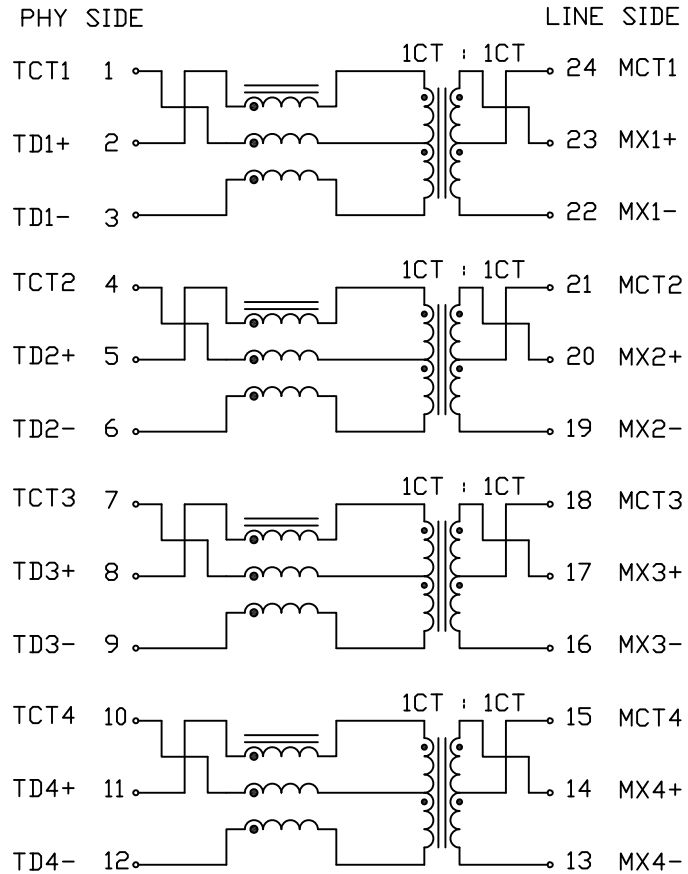 PHY SIDE LINE SIDE
1CT : 1CT
TCT1 1 24 MCT1
TD1+ 2 23 MX1+
TD1- 3 22 MX1-
1CT : 1CT
TCT2 4 21 MCT2
TD2+ 5 20 MX2+
TD2- 6 19 MX2-
1CT : 1CT
TCT3 7 18 MCT3
TD3+ 8 17 MX3+
TD3- 9 16 MX3-
1CT : 1CT
TCT4 10 15 MCT4
TD4+ 11 14 MX4+
TD4- 12 13 MX4-